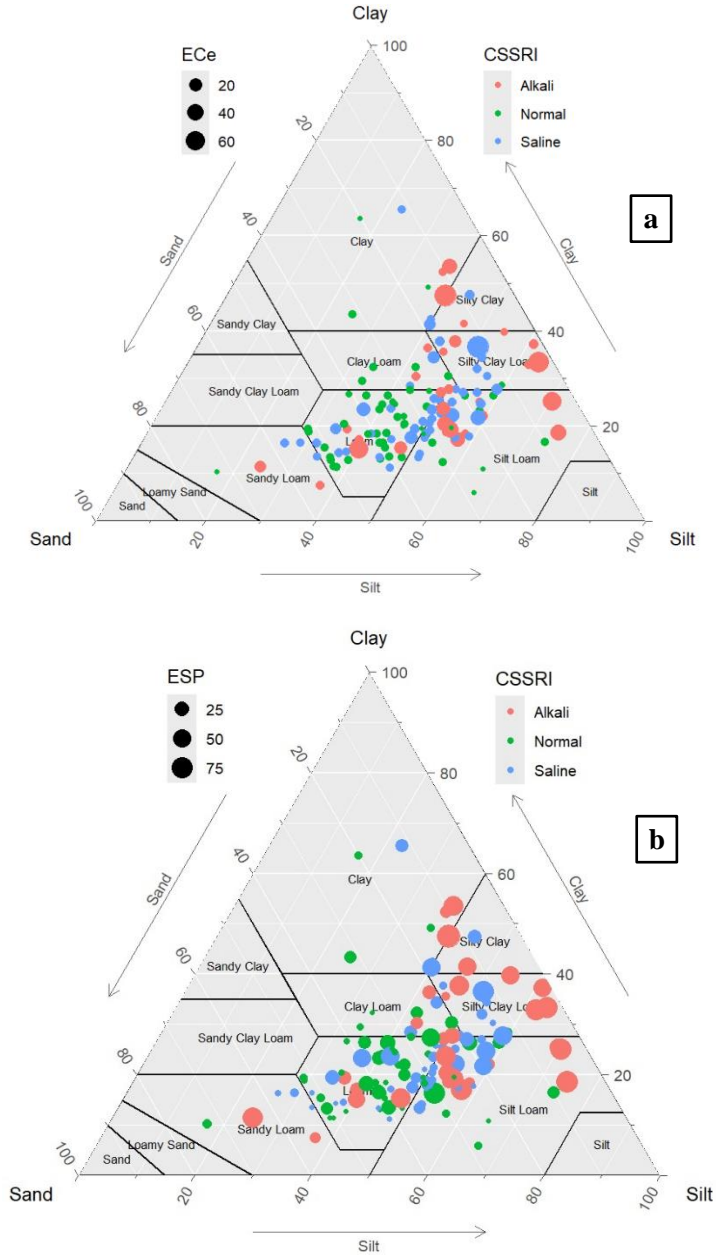 Clay
ECe
20
40
60
CSSRI
Alkali
Normal
Saline
100
20
80
a
Sand
Clay
40
60
Clay
Silty Clay
60
40
Sandy Clay
Clay Loam
Silty Clay Loam
Sandy Clay Loam
80
20
Loam
Silt Loam
Sandy Loam
Loamy Sand
Silt
Sand
100
Sand
Silt
20
40
60
80
100
Silt
Clay
ESP
25
50
75
CSSRI
Alkali
Normal
Saline
100
20
80
b
Sand
Clay
40
60
Clay
Silty Clay
60
40
Sandy Clay
Clay Loam
Silty Clay Loam
Sandy Clay Loam
80
20
Loam
Silt Loam
Sandy Loam
Loamy Sand
Silt
Sand
100
Sand
Silt
20
40
60
80
100
Silt